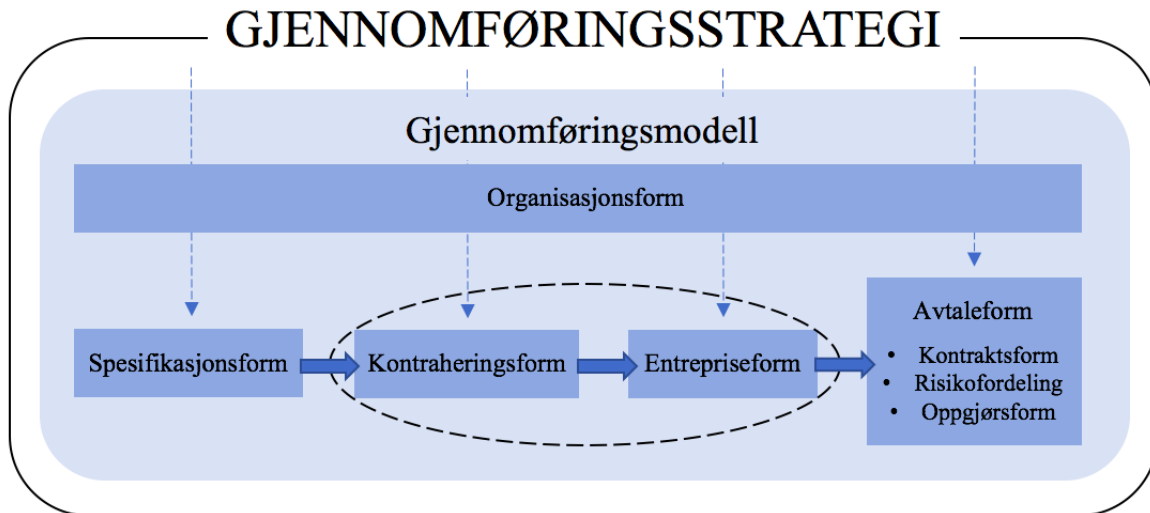 GJENNOMFØRINGSSTRATEGI
Gjennomføringsmodell
Organisasjonsform
Spesifikasjonsform
Kontraheringsform
Entrepriseform
Avtaleform
• Kontraktsform
• Risikofordeling
• Oppgjørsform